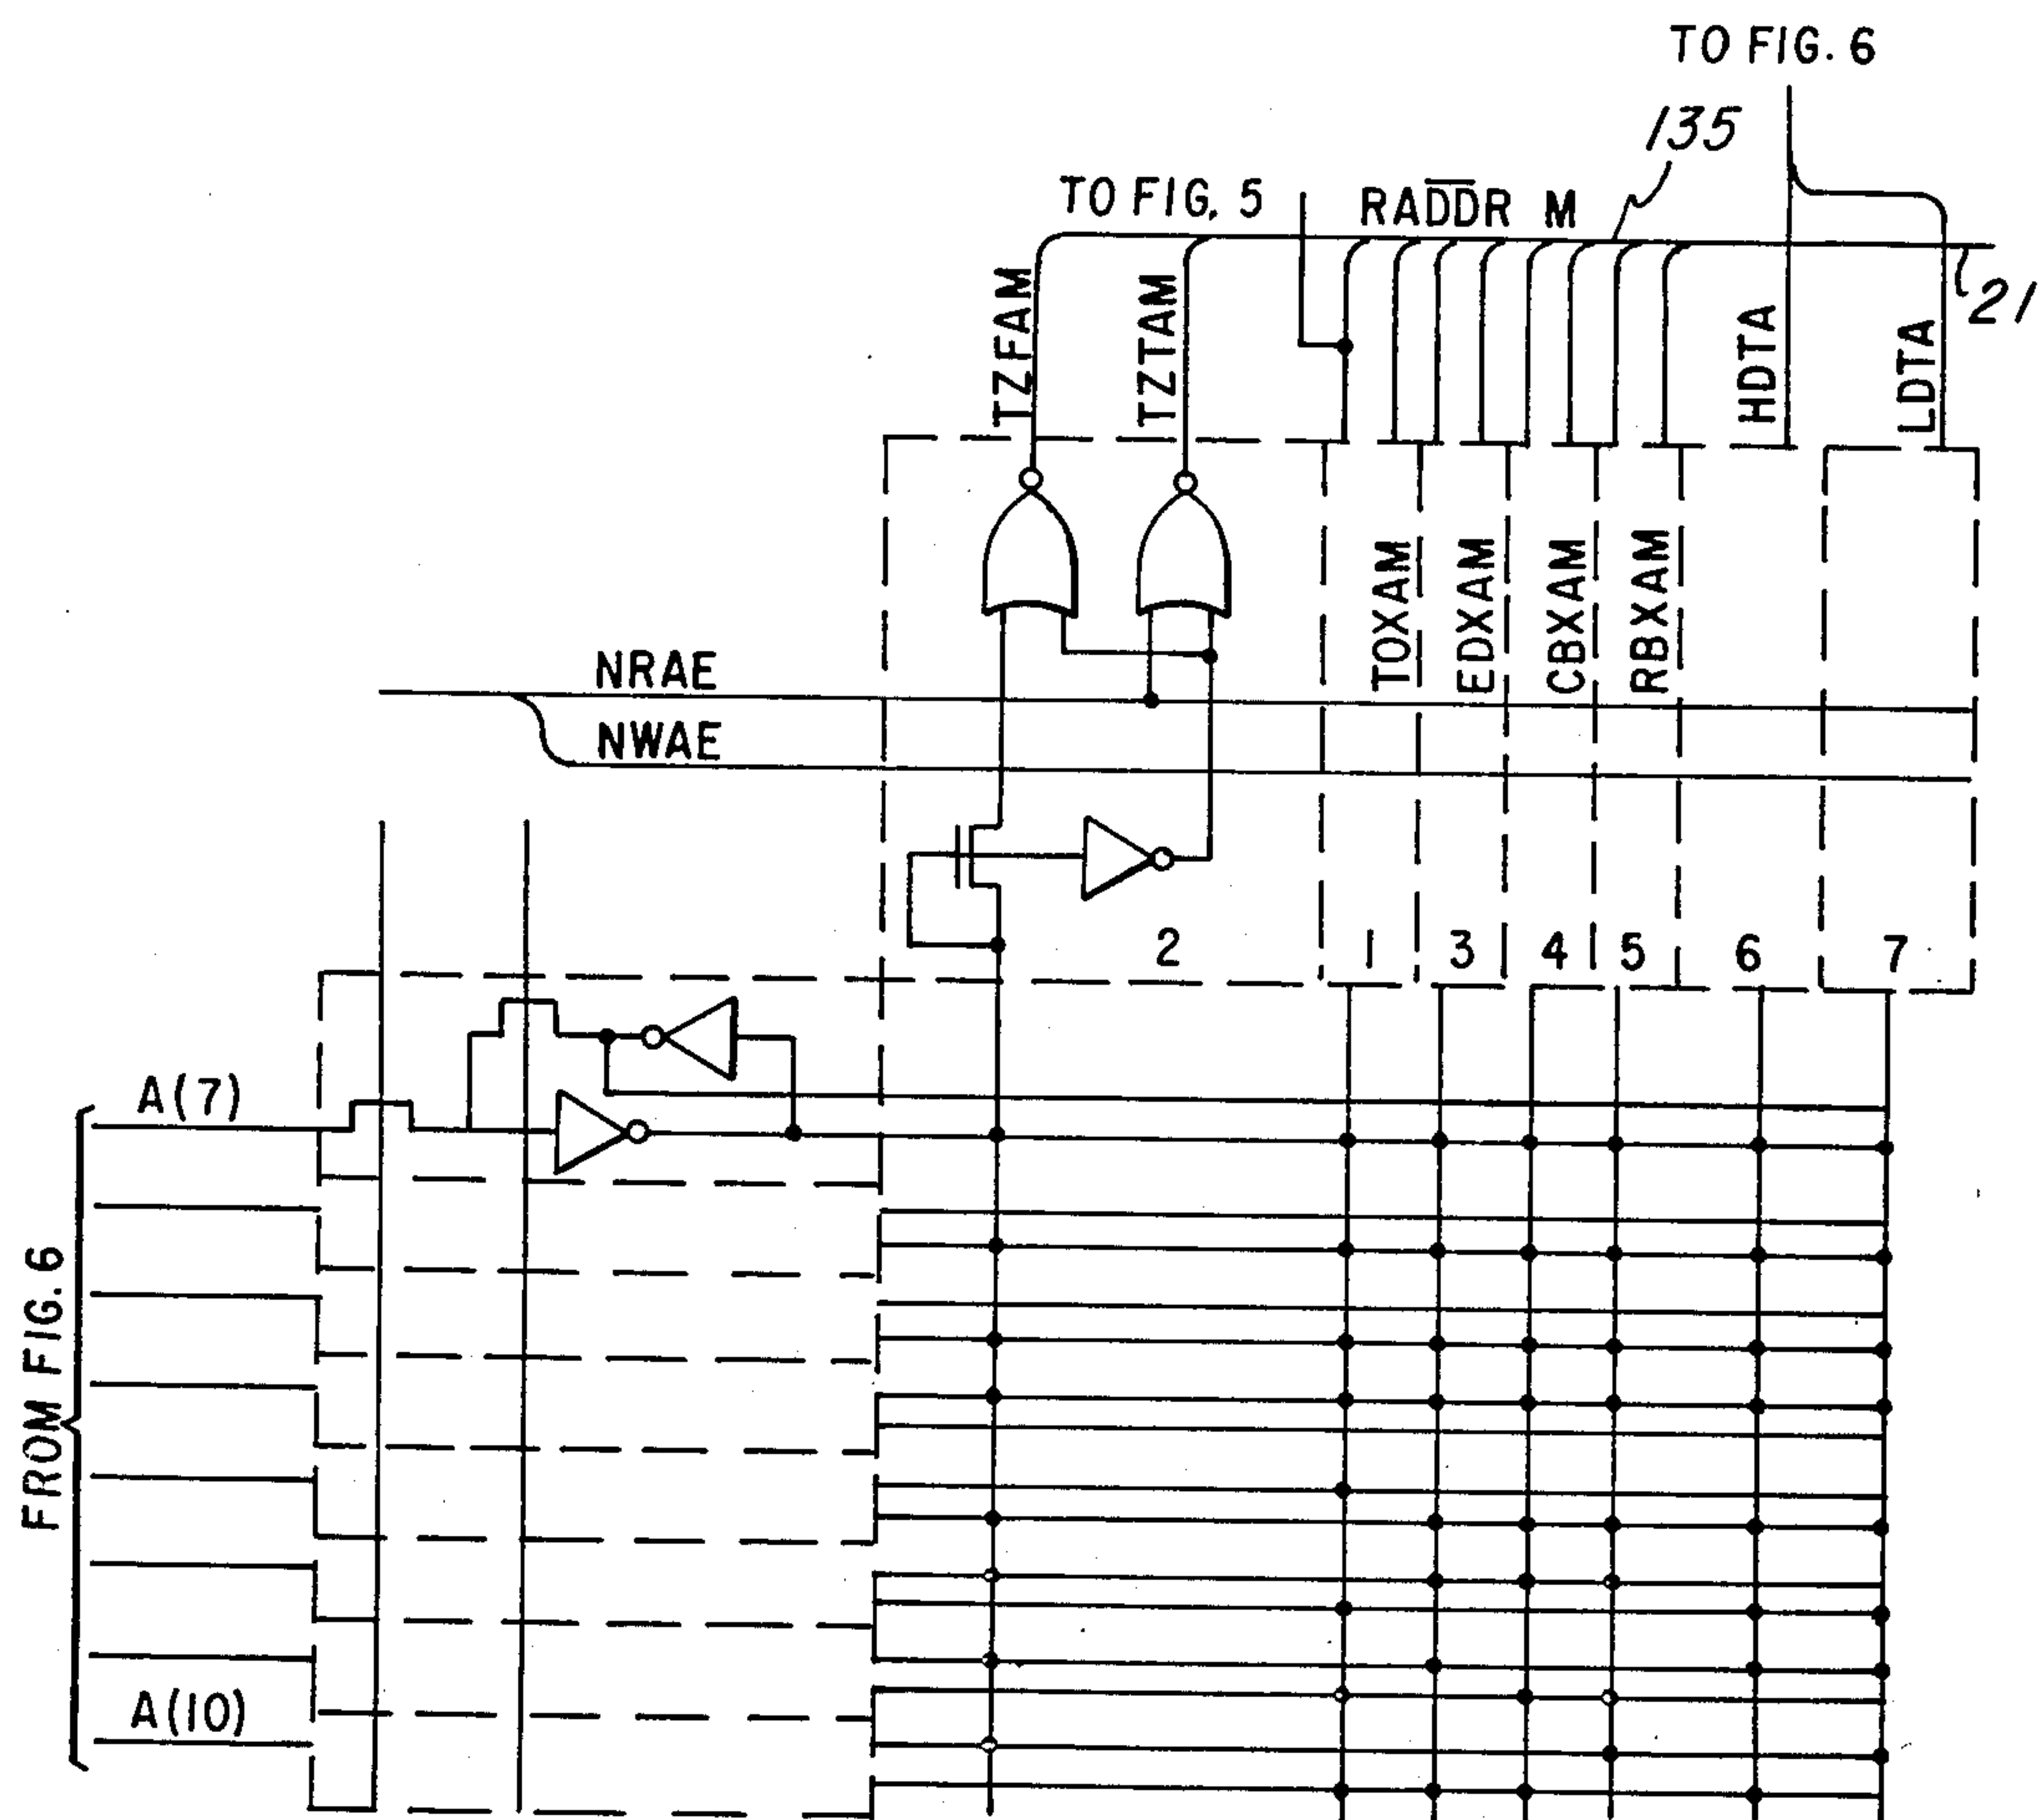 TO FIG. 6
135
TO FIG. 5
RADDR M
21
TZFAM
TZTAM
HDTA
LDTA
TOXAM
EDXAM
CBXAM
RBXAM
NRAE
NWAE
2
1
3
4
5
6
7
A(7)
FROM FIG. 6
A(10)